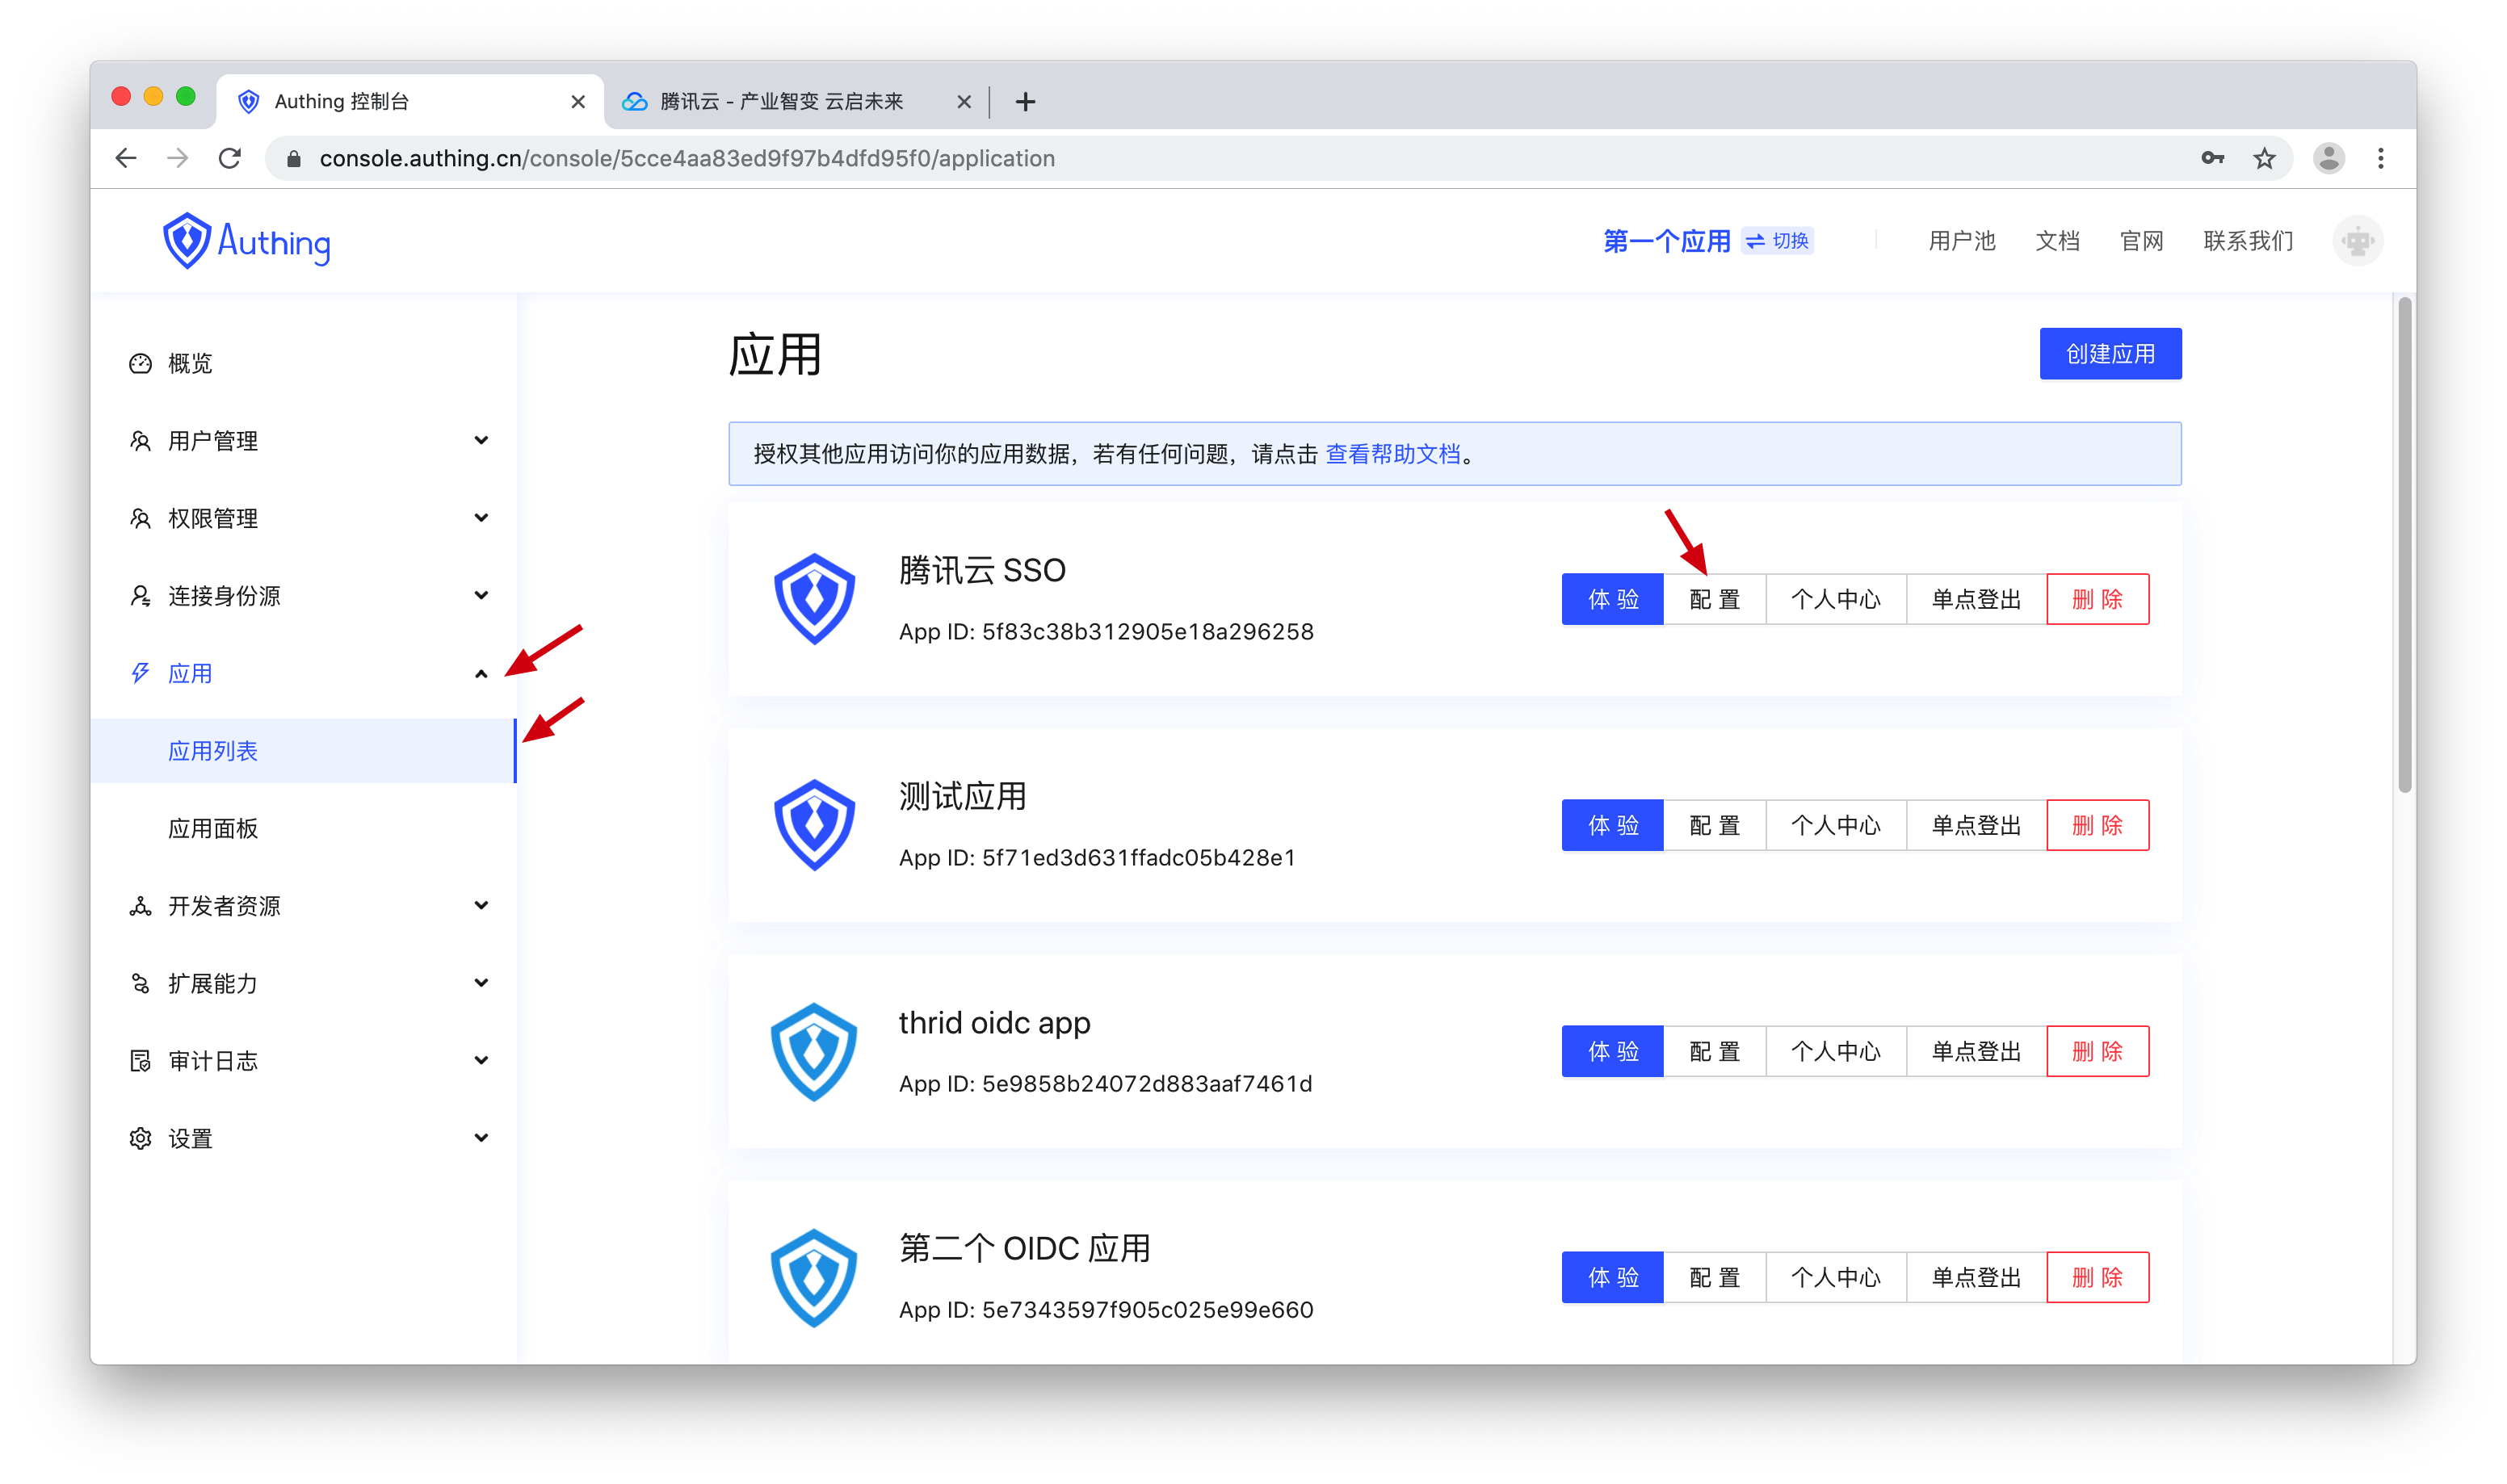 Authing 控制台
腾讯云 - 产业智变 云启未来
console.authing.cn/console/5cce4aa83ed9f97b4dfd95f0/application
Authing
第一个应用 切换
用户池 文档 官网 联系我们
概览
用户管理
权限管理
连接身份源
应用
应用列表
应用面板
开发者资源
扩展能力
审计日志
设置
应用
创建应用
授权其他应用访问你的应用数据，若有任何问题，请点击 查看帮助文档。
腾讯云 SSO
App ID: 5f83c38b312905e18a296258
体 验 配 置 个人中心 单点登出 删 除
测试应用
App ID: 5f71ed3d631ffadc05b428e1
体 验 配 置 个人中心 单点登出 删 除
thrid oidc app
App ID: 5e9858b24072d883aaf7461d
体 验 配 置 个人中心 单点登出 删 除
第二个 OIDC 应用
App ID: 5e7343597f905c025e99e660
体 验 配 置 个人中心 单点登出 删 除